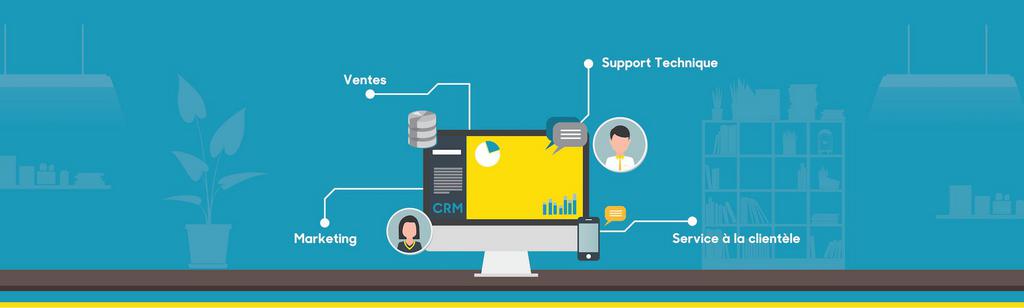 Support Technique
Ventes
CRM
Marketing
Service à la clientèle